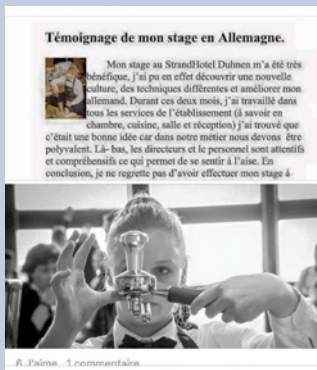 Témoignage de mon stage en Allemagne.
Mon stage au StrandHotel Duhnen m'a été très
bénéfique, j'ai pu en effet découvrir une nouvelle
culture, des techniques différentes et améliorer mon
allemand. Durant ces deux mois, j'ai travaillé dans
tous les services de l'établissement (à savoir en
chambre, cuisine, salle et réception) j'ai trouvé que
c'était une bonne idée car dans notre métier nous devons être
polyvalent. Là- bas, les directeurs et le personnel sont attentifs
et compréhensifs ce qui permet de se sentir à l'aise. En
conclusion, je ne regrette pas d'avoir effectuer mon stage à
6 J'aime 1 commentaire